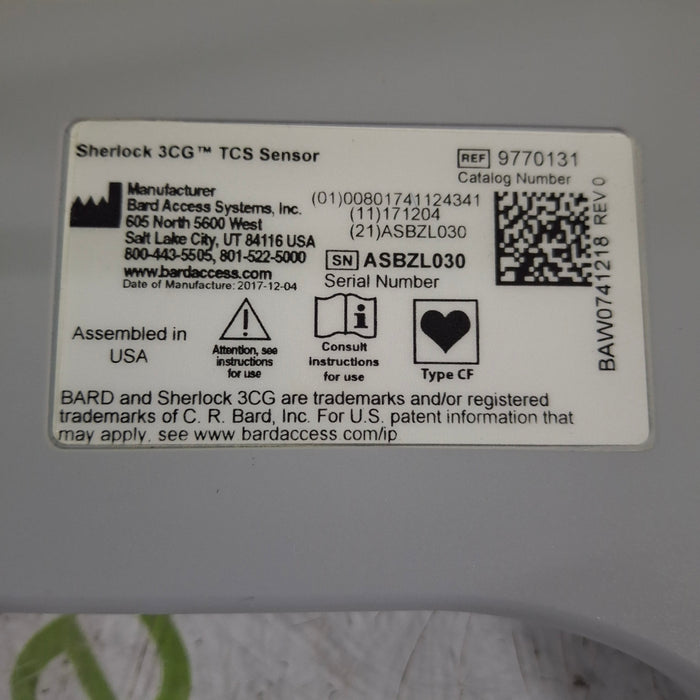 Sherlock 3CG™ TCS Sensor
REF 9770131
Catalog Number
Manufacturer
Bard Access Systems, Inc.
605 North 5600 West
Salt Lake City, UT 84116 USA
800-443-5505, 801-522-5000
www.bardaccess.com
Date of Manufacture: 2017-12-04
(01)00801741124341
(11)171204
(21)ASBZL030
SN ASBZL030
Serial Number
BAW0741218 REV 0
Assembled in
USA
Attention, see
instructions
for use
Consult
instructions
for use
Type CF
BARD and Sherlock 3CG are trademarks and/or registered
trademarks of C. R. Bard, Inc. For U.S. patent information that
may apply, see www bardaccess.com/ip